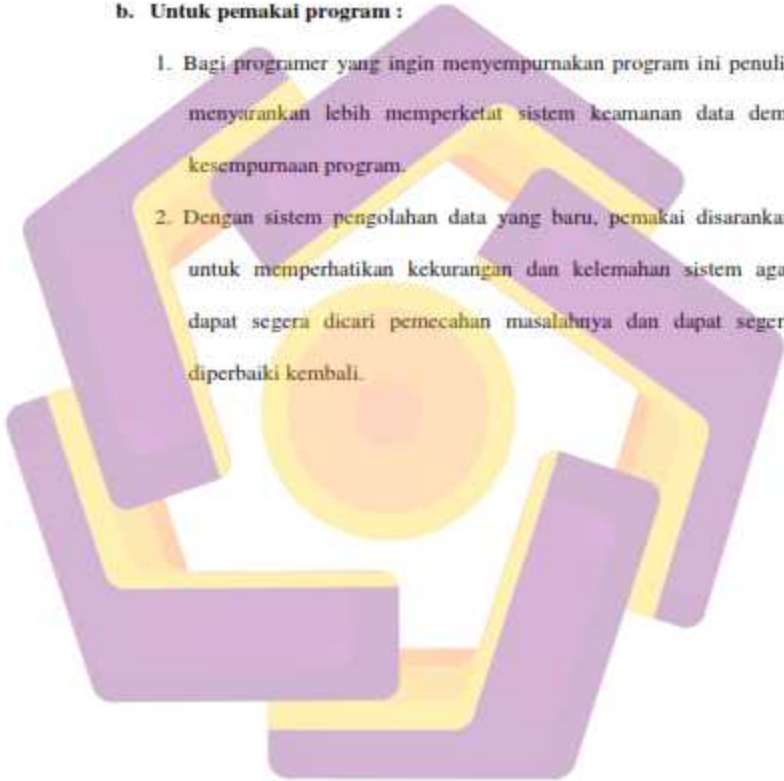 b. Untuk pemakai program :
1. Bagi programer yang ingin menyempurnakan program ini penuli
menyarankan lebih memperketat sistem keamanan data dem
kesempurnaan program.
2. Dengan sistem pengolahan data yang baru, pemakai disaranka
untuk memperhatikan kekurangan dan kelemahan sistem aga
dapat segera dicari pemecahan masalahnya dan dapat seger
diperbaiki kembali.